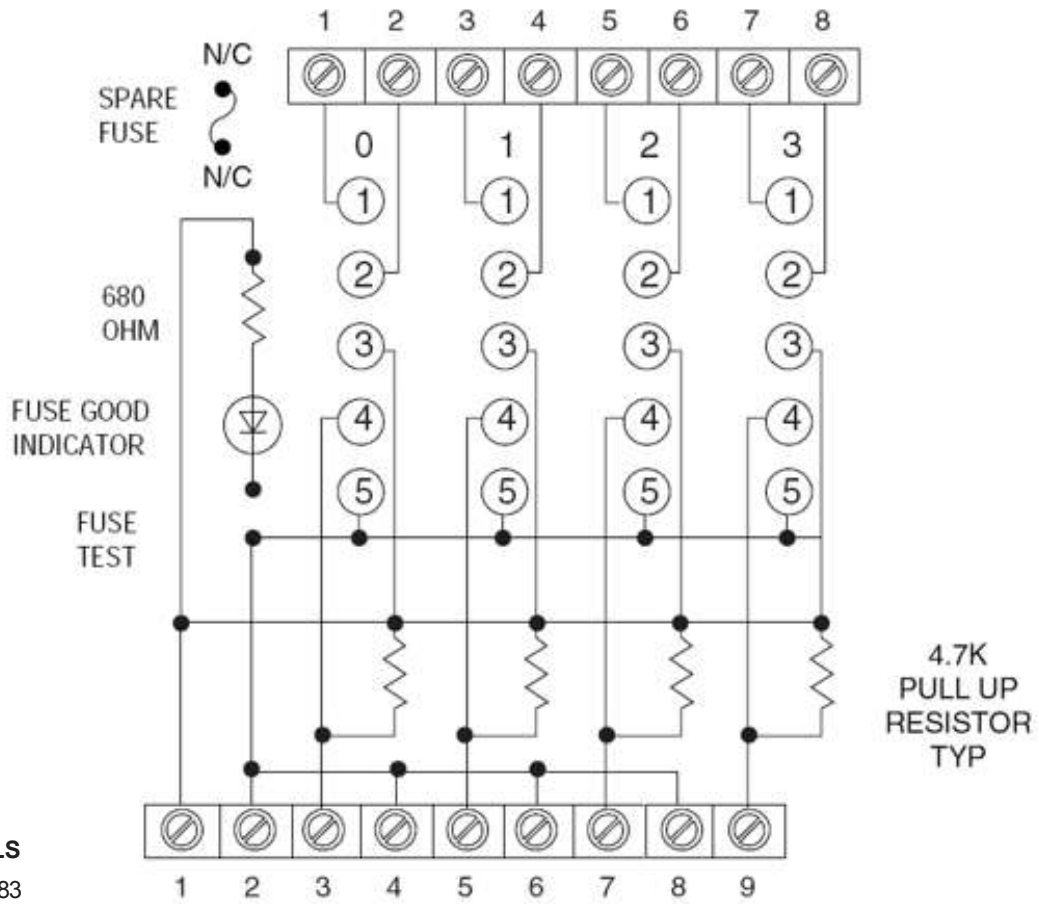 1 2 3 4 5 6 7 8
N/C
SPARE
FUSE
N/C
0 1 2 3
1 1 1 1
2 2 2 2
680
OHM
3 3 3 3
FUSE GOOD
INDICATOR
4 4 4 4
5 5 5 5
FUSE
TEST
4.7K
PULL UP
RESISTOR
TYP
LS
83
1 2 3 4 5 6 7 8 9